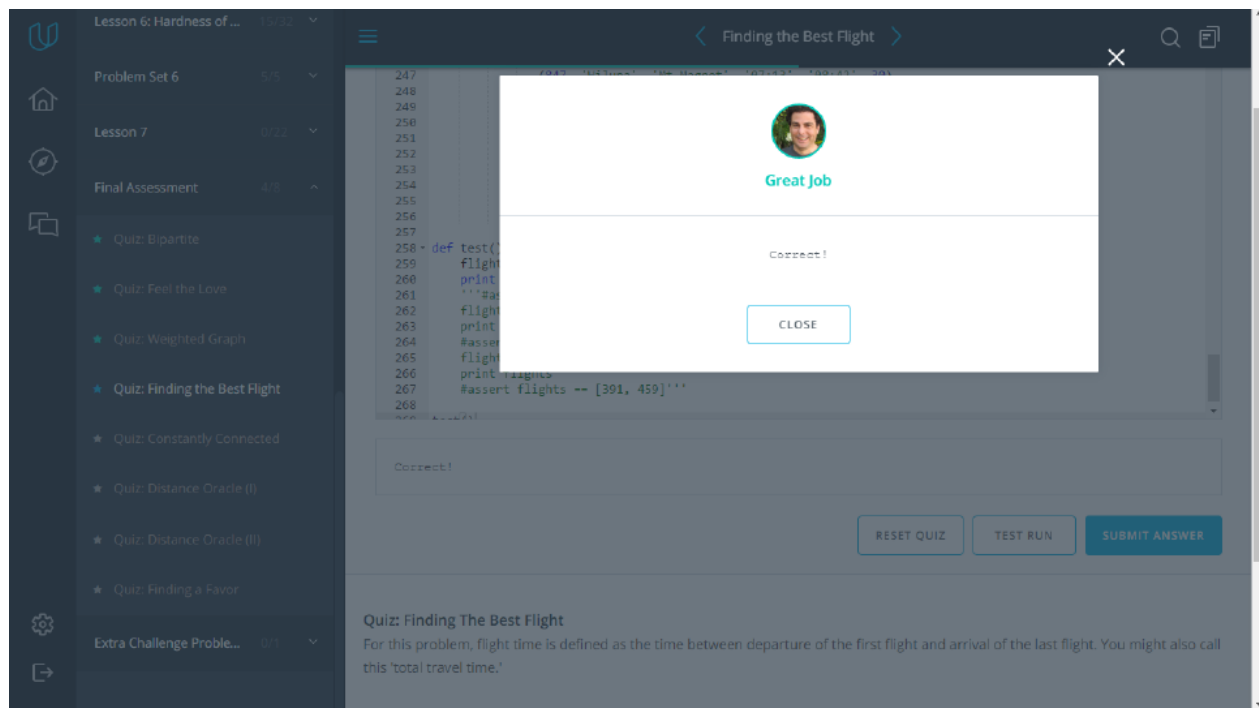 Lesson 6: Hardness of ... 15/32
Problem Set 6 5/5
Lesson 7 0/22
Final Assessment 4/8
Quiz: Bipartite
Quiz: Feel the Love
Quiz: Weighted Graph
Quiz: Finding the Best Flight
Quiz: Constantly Connected
Quiz: Distance Oracle (I)
Quiz: Distance Oracle (II)
Quiz: Finding a Favor
Extra Challenge Proble... 0/1
Finding the Best Flight
247
248
249
250
251
252
253
254
255
256
257
258 def test()
259 flight
260 print
261 '''#as
262 flight
263 print
264 #asser
265 flight
266 print flights
267 #assert flights == [391, 459]'''
268
269 test()
Great Job
Correct!
CLOSE
Correct!
RESET QUIZ
TEST RUN
SUBMIT ANSWER
Quiz: Finding The Best Flight
For this problem, flight time is defined as the time between departure of the first flight and arrival of the last flight. You might also call
this 'total travel time.'